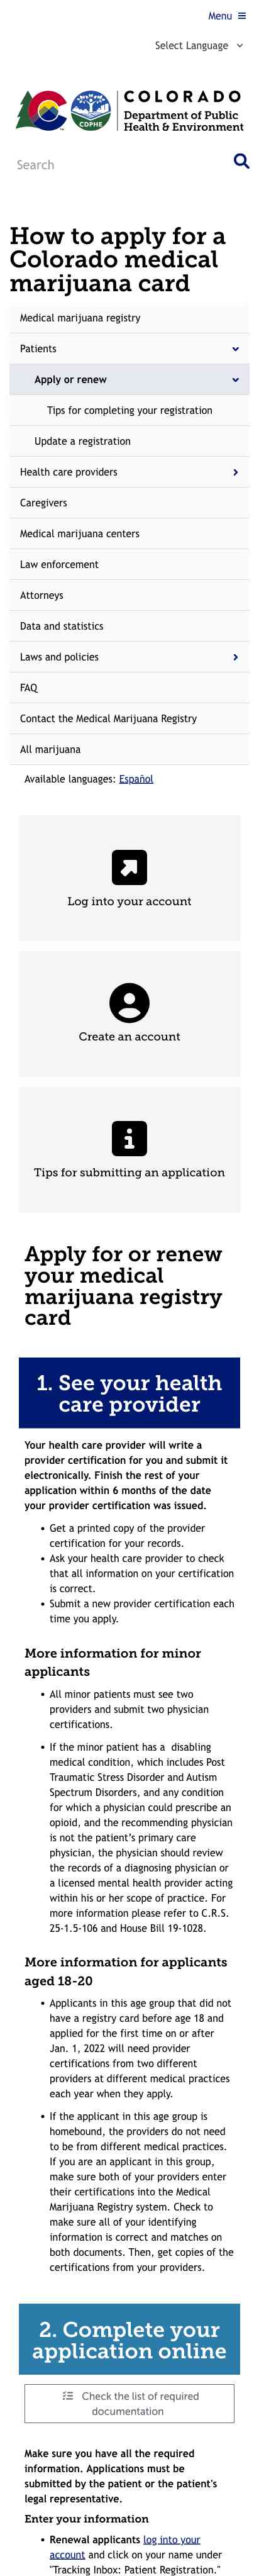 Menu
Select Language
CDPHE
COLORADO
Department of Public
Health & Environment
Search
How to apply for a
Colorado medical
marijuana card
Medical marijuana registry
Patients
Apply or renew
Tips for completing your registration
Update a registration
Health care providers
Caregivers
Medical marijuana centers
Law enforcement
Attorneys
Data and statistics
Laws and policies
FAQ
Contact the Medical Marijuana Registry
All marijuana
Available languages: Español
Log into your account
Create an account
Tips for submitting an application
Apply for or renew
your medical
marijuana registry
card
1. See your health
care provider
Your health care provider will write a
provider certification for you and submit it
electronically. Finish the rest of your
application within 6 months of the date
your provider certification was issued.
• Get a printed copy of the provider
certification for your records.
• Ask your health care provider to check
that all information on your certification
is correct.
• Submit a new provider certification each
time you apply.
More information for minor
applicants
• All minor patients must see two
providers and submit two physician
certifications.
• If the minor patient has a  disabling
medical condition, which includes Post
Traumatic Stress Disorder and Autism
Spectrum Disorders, and any condition
for which a physician could prescribe an
opioid, and the recommending physician
is not the patient’s primary care
physician, the physician should review
the records of a diagnosing physician or
a licensed mental health provider acting
within his or her scope of practice. For
more information please refer to C.R.S.
25-1.5-106 and House Bill 19-1028.
More information for applicants
aged 18-20
• Applicants in this age group that did not
have a registry card before age 18 and
applied for the first time on or after
Jan. 1, 2022 will need provider
certifications from two different
providers at different medical practices
each year when they apply.
• If the applicant in this age group is
homebound, the providers do not need
to be from different medical practices.
If you are an applicant in this group,
make sure both of your providers enter
their certifications into the Medical
Marijuana Registry system. Check to
make sure all of your identifying
information is correct and matches on
both documents. Then, get copies of the
certifications from your providers.
2. Complete your
application online
Check the list of required
documentation
Make sure you have all the required
information. Applications must be
submitted by the patient or the patient's
legal representative.
Enter your information
• Renewal applicants log into your
account and click on your name under
"Tracking Inbox: Patient Registration."